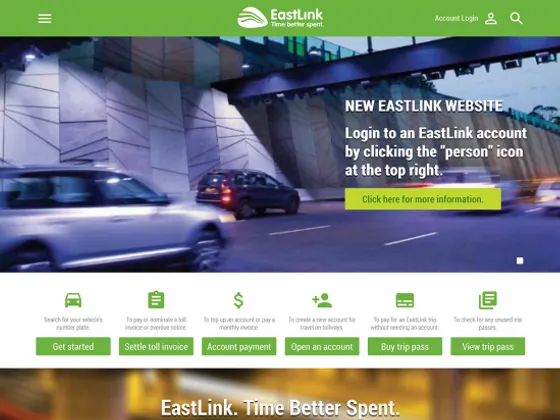 EastLink
Time better spent.
Account Login
NEW EASTLINK WEBSITE
Login to an EastLink account
by clicking the "person" icon
at the top right.
Click here for more information.
Search for your vehicle's
number plate.
To pay or nominate a toll
invoice or overdue notice.
To top up an account or pay a
monthly invoice
To create a new account for
travel on tollways.
To pay for an EastLink trip
without needing an account.
To check for any unused trip
passes.
Get started
Settle toll invoice
Account payment
Open an account
Buy trip pass
View trip pass
EastLink. Time Better Spent.